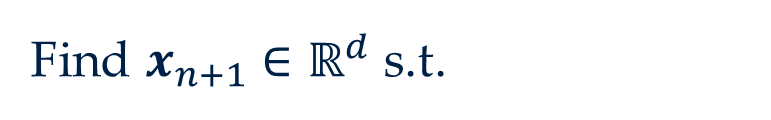 Find 𝒙ₙ₊₁ ∈ ℝᵈ s.t.